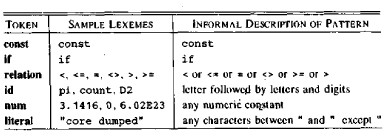 TOKEN SAMPLE LEXEMES INFORMAL DESCRIPTION OF PATTERN
const const const
if if if
relation <, <=, =, <>, >, >= < or <= or = or <> or >= or >
id pi, count, D2 letter followed by letters and digits
num 3.1416, 0, 6.02E23 any numeric constant
literal "core dumped" any characters between " and " except "